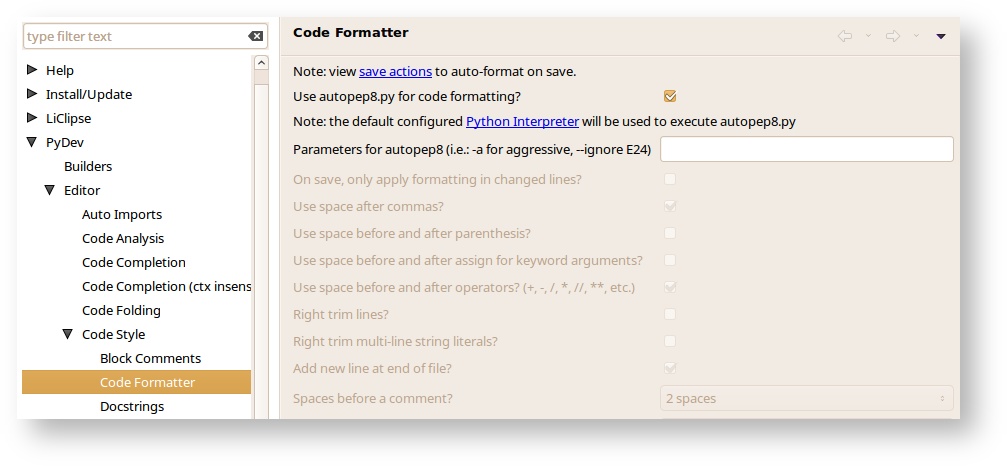 type filter text
Help
Install/Update
LiClipse
PyDev
Builders
Editor
Auto Imports
Code Analysis
Code Completion
Code Completion (ctx insens
Code Folding
Code Style
Block Comments
Code Formatter
Docstrings
Code Formatter
Note: view save actions to auto-format on save.
Use autopep8.py for code formatting?
Note: the default configured Python Interpreter will be used to execute autopep8.py
Parameters for autopep8 (i.e.: -a for aggressive, --ignore E24)
On save, only apply formatting in changed lines?
Use space after commas?
Use space before and after parenthesis?
Use space before and after assign for keyword arguments?
Use space before and after operators? (+, -, /, *, //, **, etc.)
Right trim lines?
Right trim multi-line string literals?
Add new line at end of file?
Spaces before a comment? 2 spaces